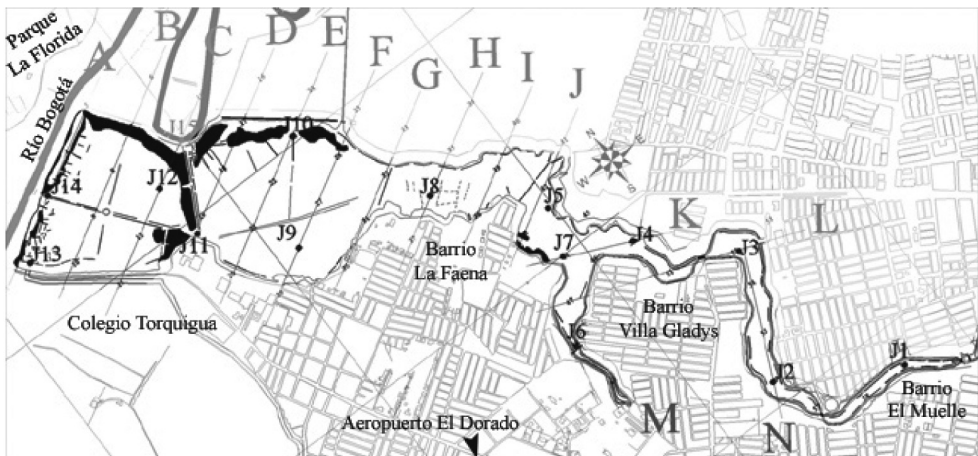 Parque
La Florida
A
B
C
D
E
F
G
H
I
J
Río Bogotá
J15
J10
N
E
W
S
J14
J12
J8
J5
K
L
J13
J11
J9
J7
J4
J3
Barrio
La Faena
Colegio Torquigua
Barrio
Villa Gladys
J6
J2
J1
Barrio
El Muelle
Aeropuerto El Dorado
M
N